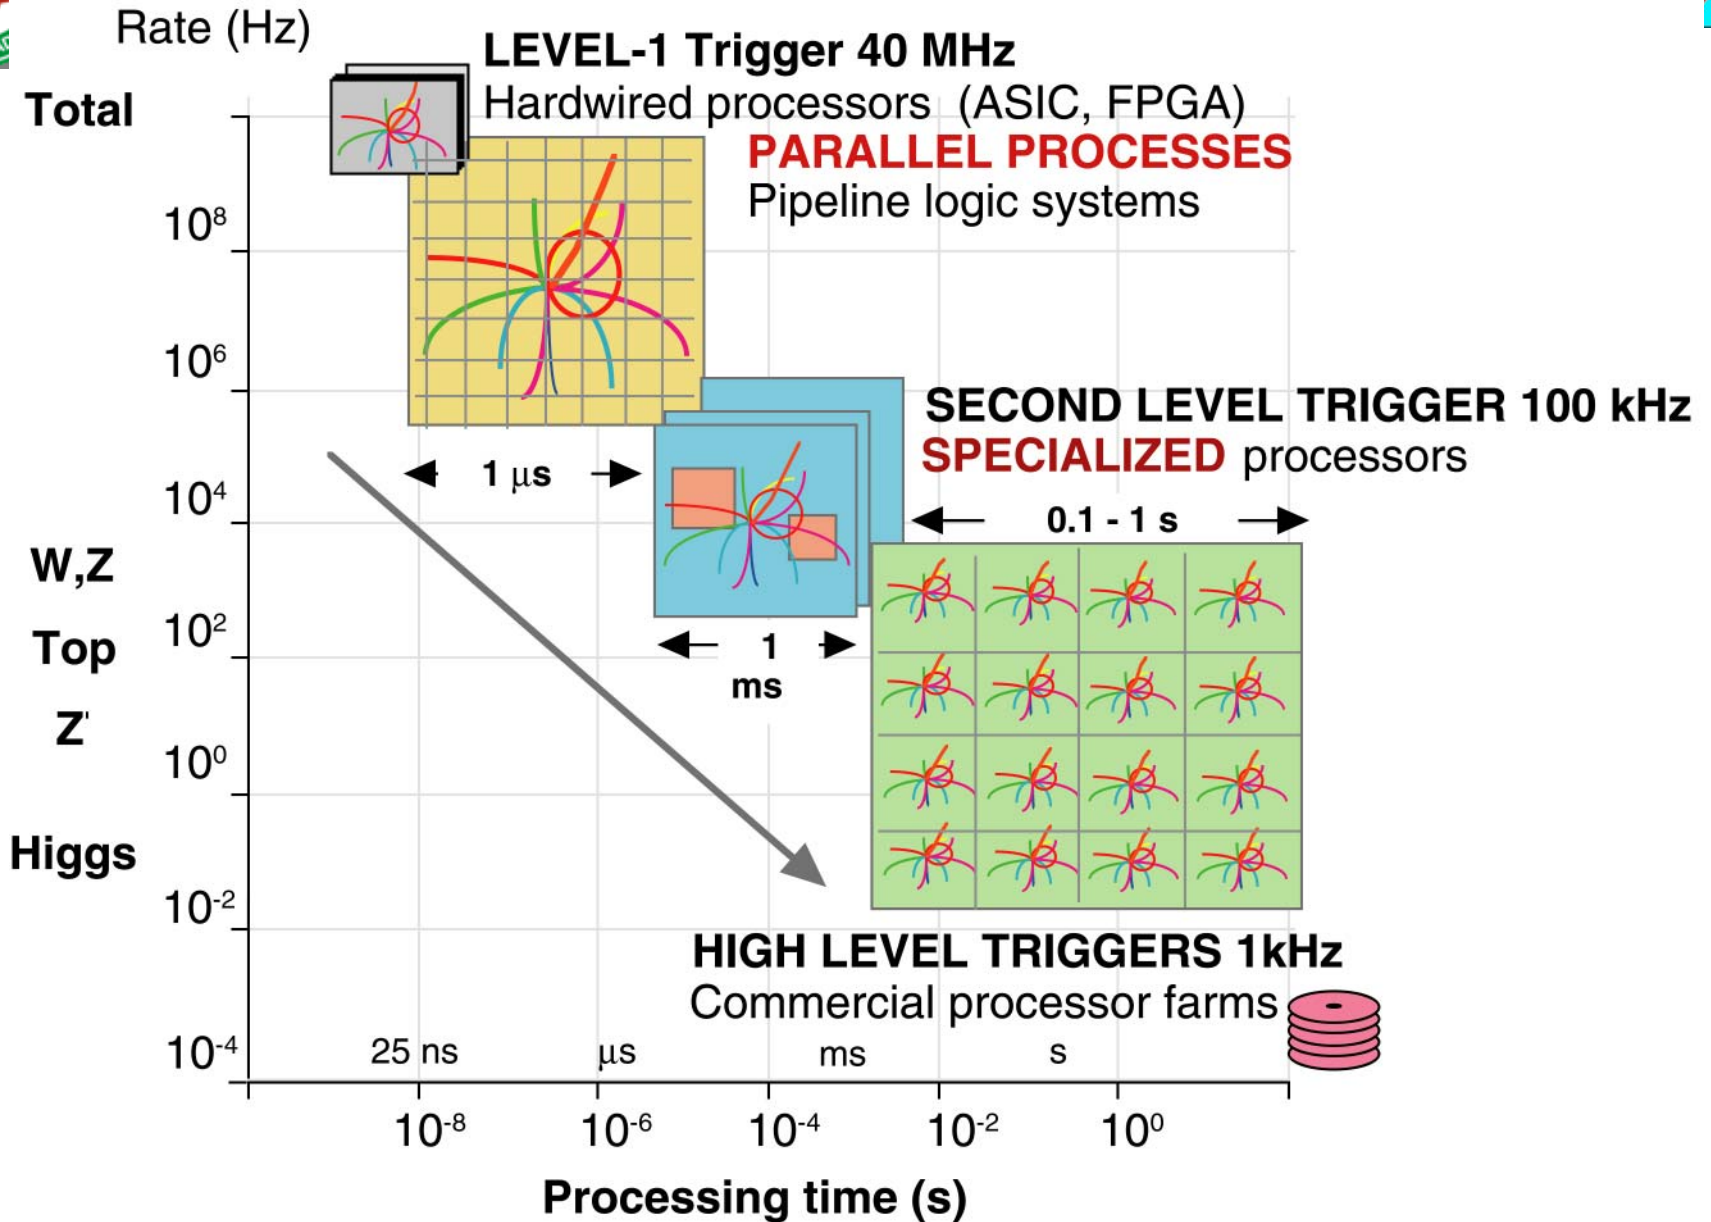 Rate (Hz)
LEVEL-1 Trigger 40 MHz
Total
Hardwired processors (ASIC, FPGA)
PARALLEL PROCESSES
Pipeline logic systems
10⁸
10⁶
SECOND LEVEL TRIGGER 100 kHz
SPECIALIZED processors
1 μs
10⁴
0.1 - 1 s
W,Z
10²
Top
1
ms
Z'
10⁰
Higgs
10⁻²
HIGH LEVEL TRIGGERS 1kHz
Commercial processor farms
10⁻⁴
25 ns
μs
ms
s
10⁻⁸
10⁻⁶
10⁻⁴
10⁻²
10⁰
Processing time (s)